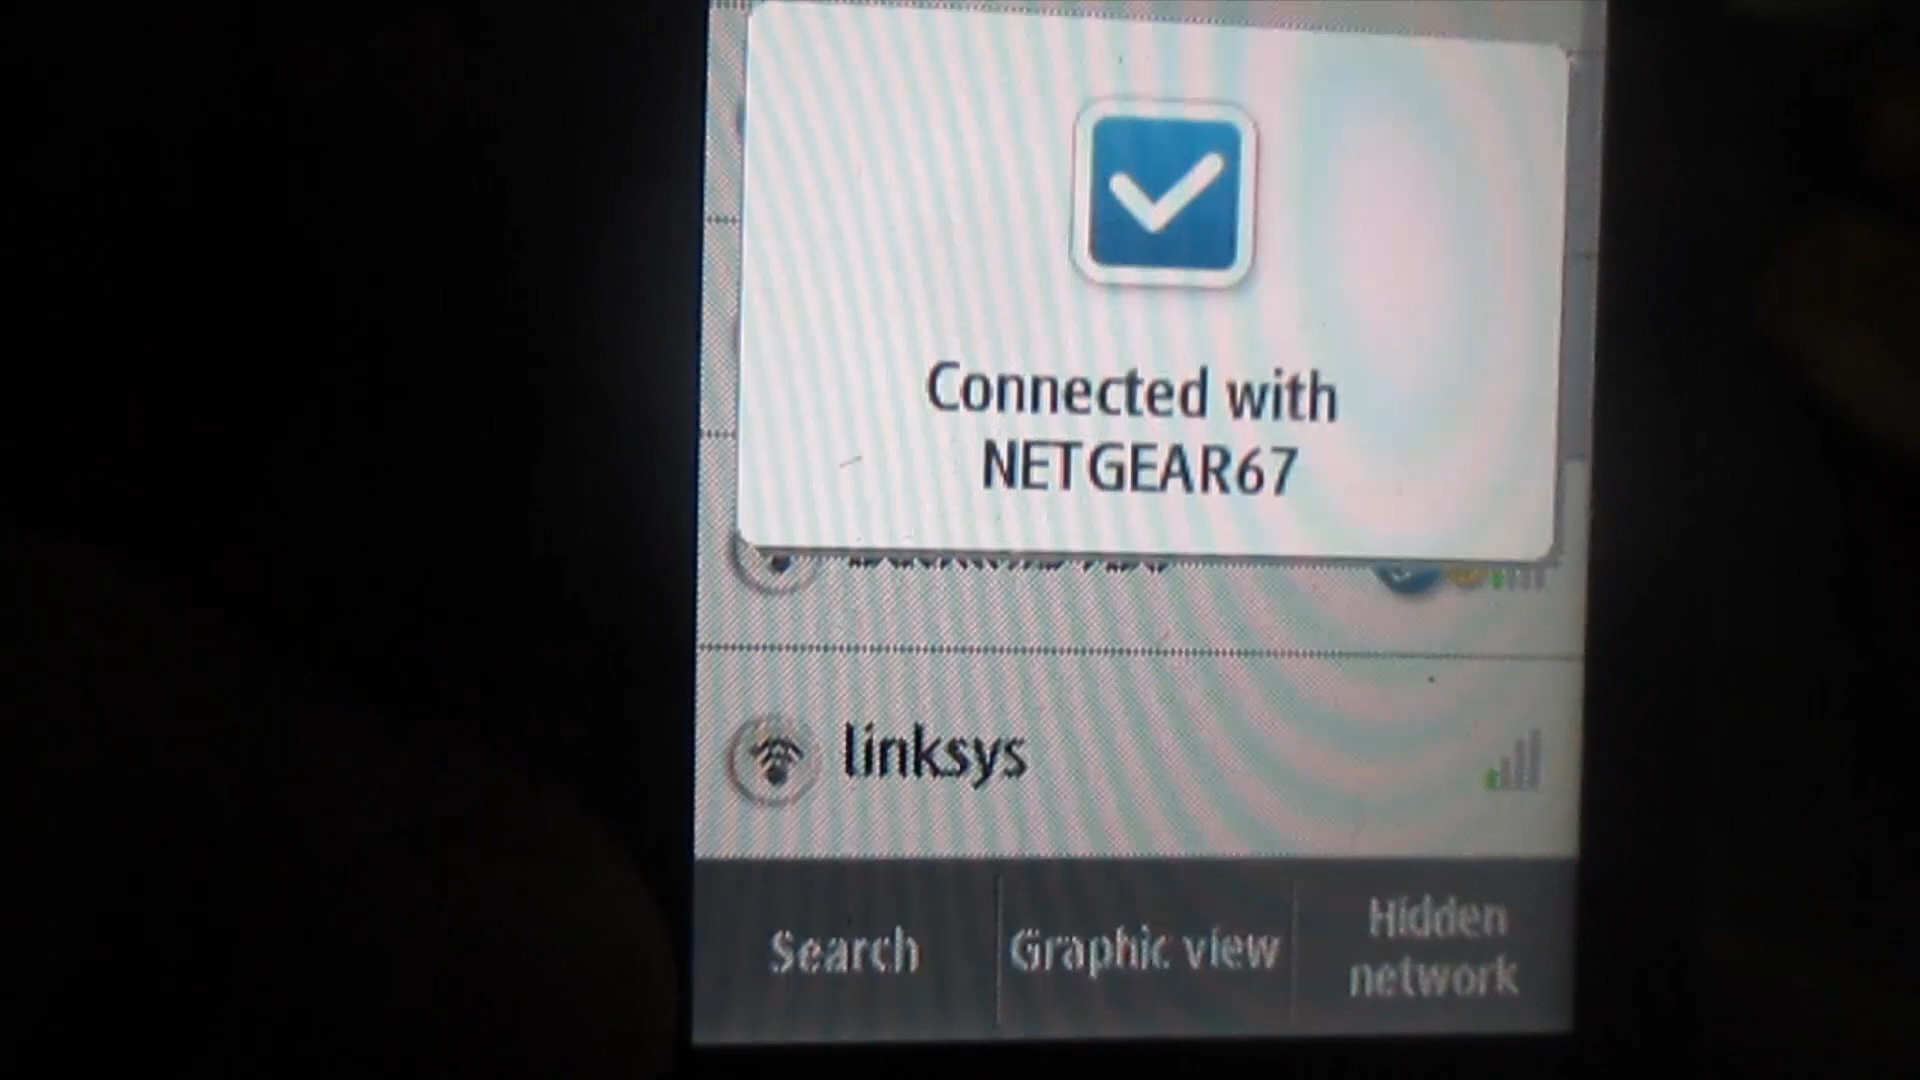 Connected with
NETGEAR67
linksys
Search
Graphic view
Hidden
network